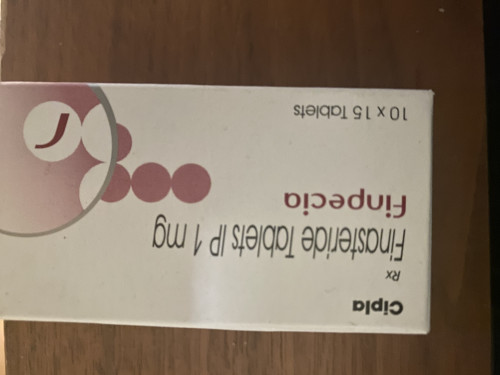 Cipla
Rx
Finasteride Tablets IP 1 mg
finpecia
10 x 15 Tablets